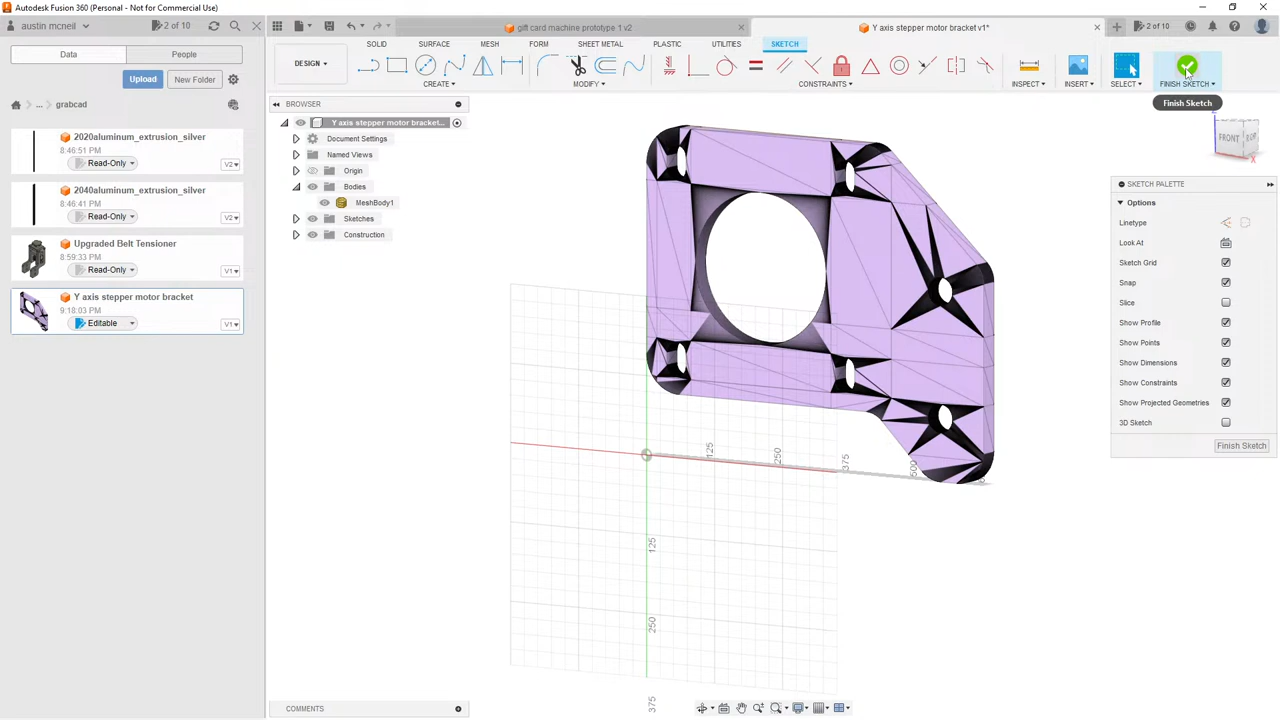 Autodesk Fusion 360 (Personal - Not for Commercial Use)
austin mcneil
2 of 10
gift card machine prototype 1 v2
Y axis stepper motor bracket v1*
2 of 10
Data
People
SOLID
SURFACE
MESH
FORM
SHEET METAL
PLASTIC
UTILITIES
SKETCH
DESIGN
Upload
New Folder
CREATE
MODIFY
CONSTRAINTS
INSPECT
INSERT
SELECT
FINISH SKETCH
Finish Sketch
... grabcad
BROWSER
Y axis stepper motor bracket...
Document Settings
Named Views
Origin
Bodies
MeshBody1
Sketches
Construction
2020aluminum_extrusion_silver
8:46:51 PM
Read-Only
V2
2040aluminum_extrusion_silver
8:46:41 PM
Read-Only
V2
Upgraded Belt Tensioner
8:59:33 PM
Read-Only
V1
Y axis stepper motor bracket
9:18:03 PM
Editable
V1
FRONT
X
SKETCH PALETTE
Options
Linetype
Look At
Sketch Grid
Snap
Slice
Show Profile
Show Points
Show Dimensions
Show Constraints
Show Projected Geometries
3D Sketch
Finish Sketch
125
250
375
500
125
250
375
COMMENTS